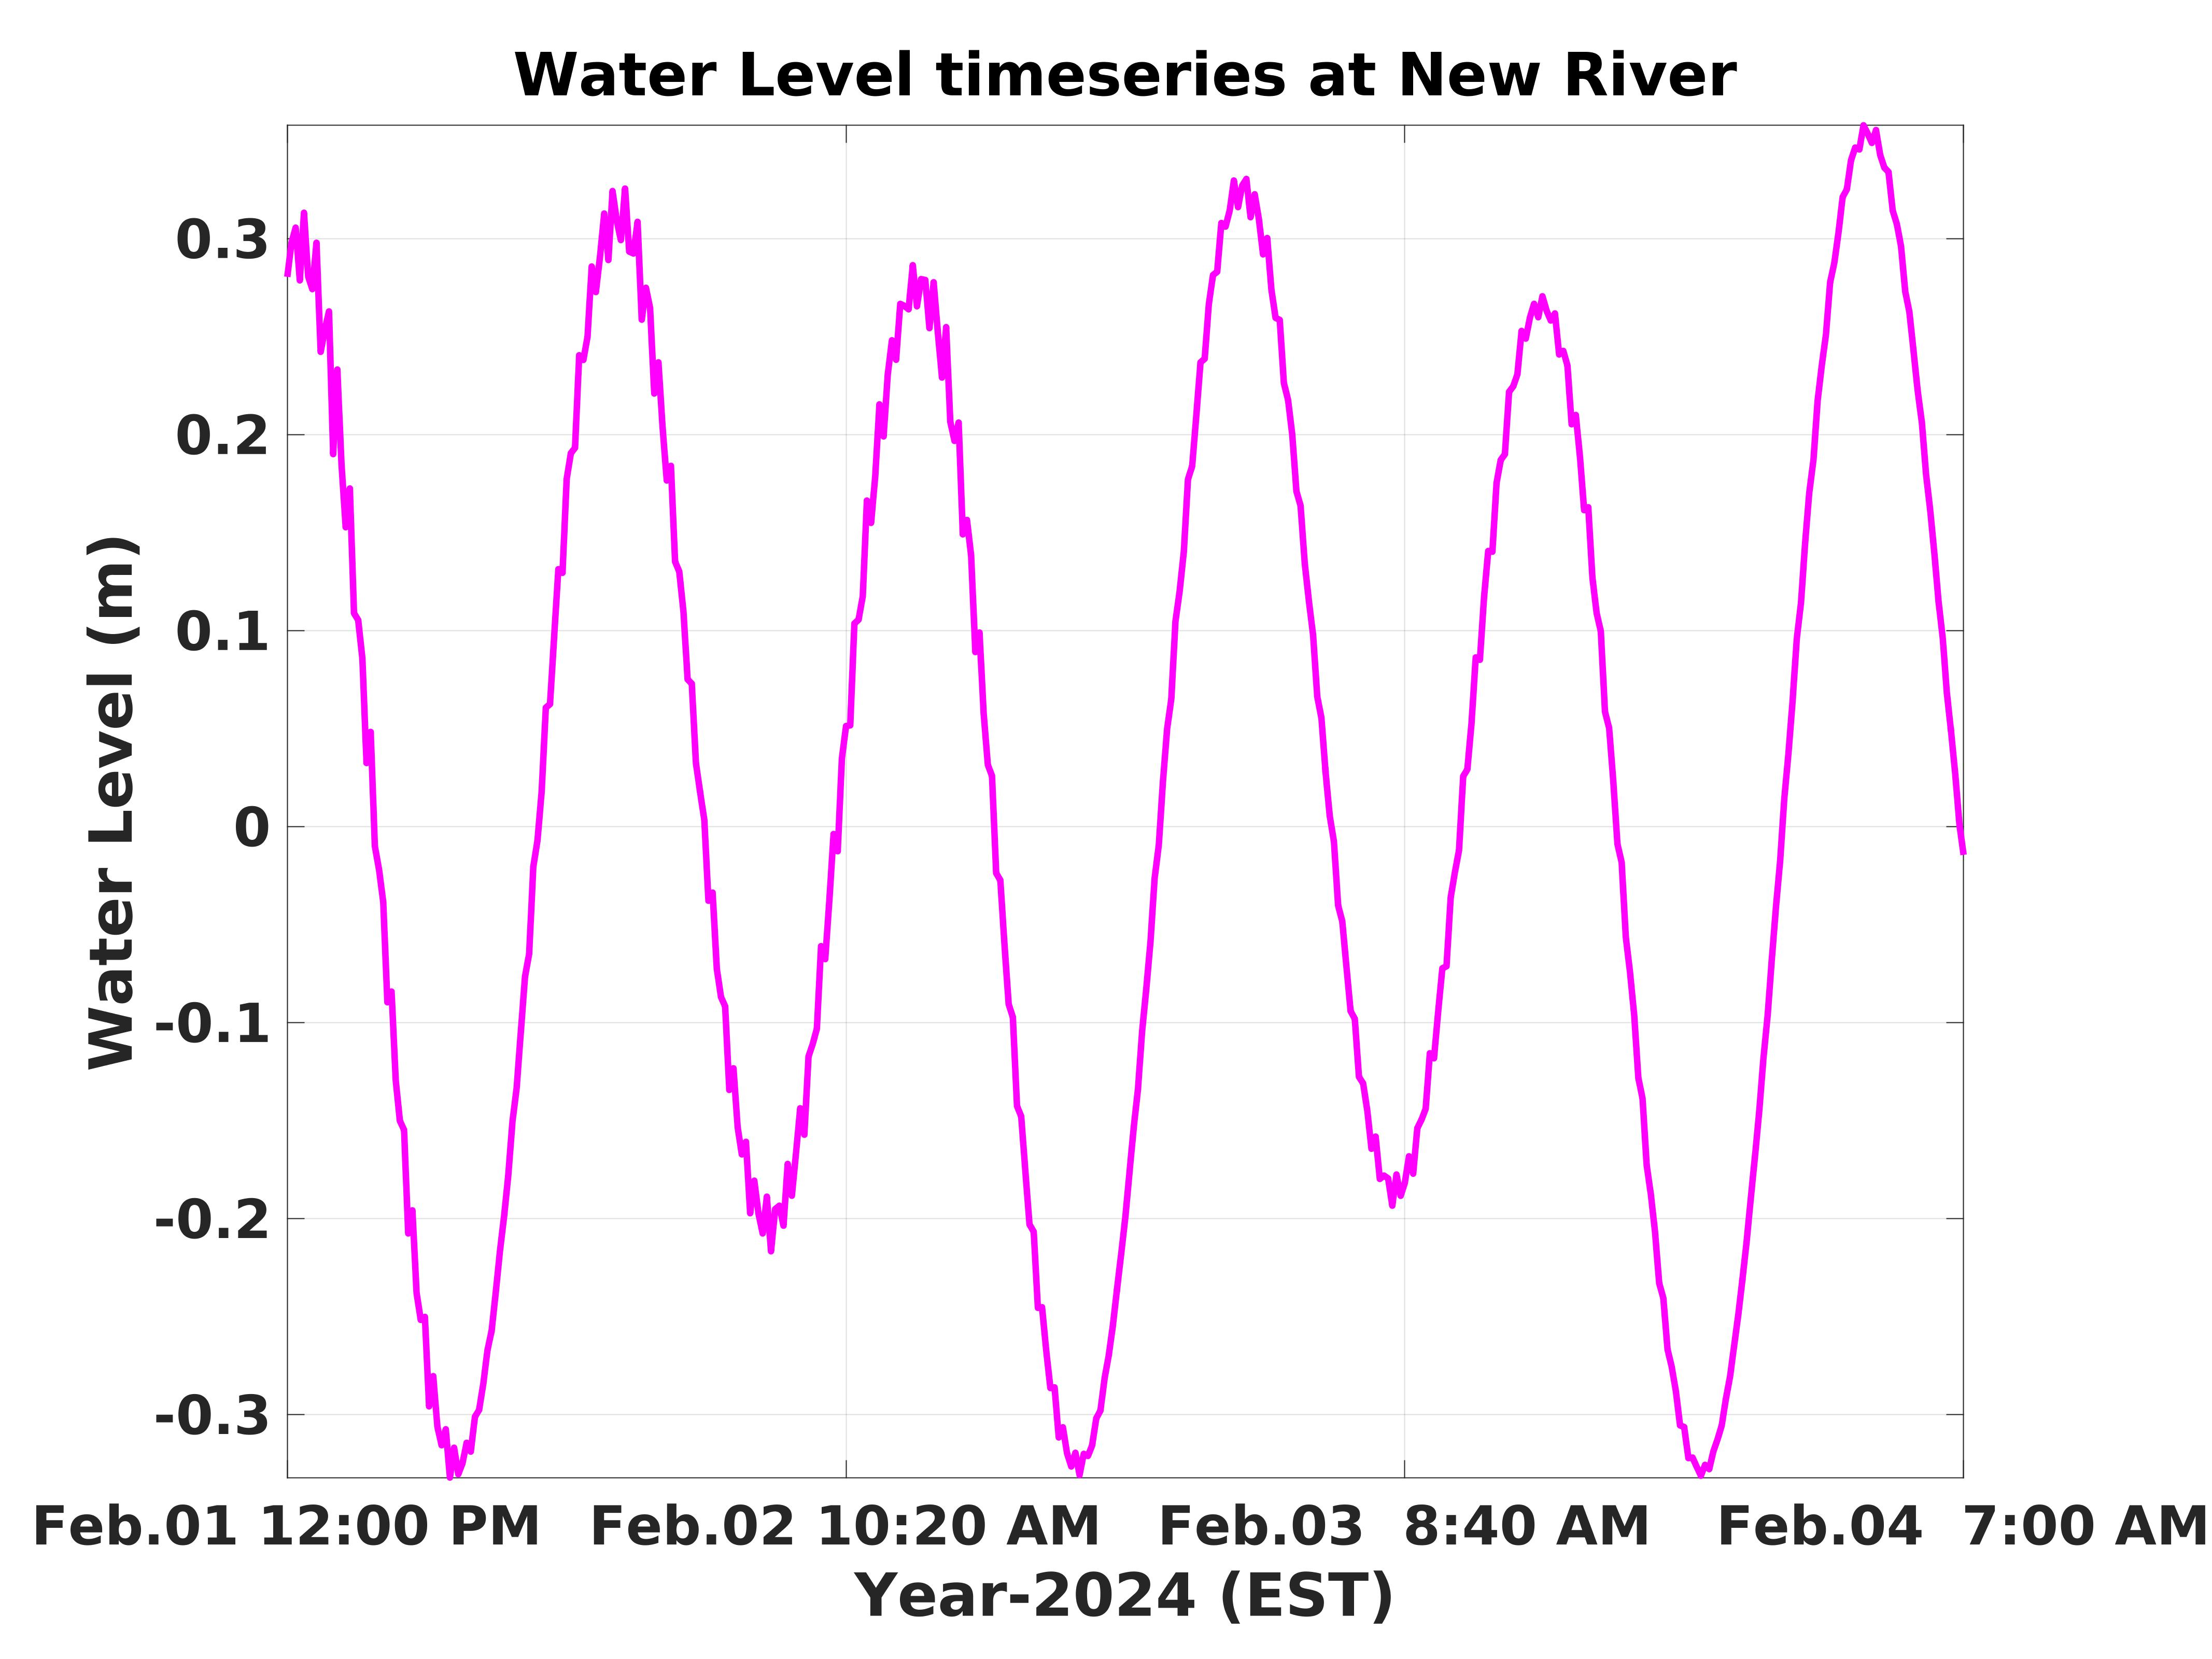 Water Level timeseries at New River
Water Level (m)
0.3
0.2
0.1
0
-0.1
-0.2
-0.3
Feb.01 12:00 PM Feb.02 10:20 AM Feb.03 8:40 AM Feb.04 7:00 AM
Year-2024 (EST)